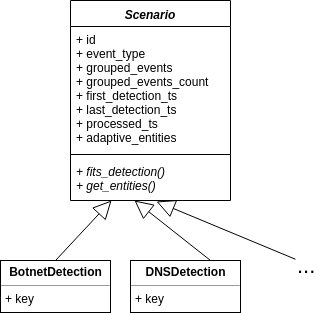 Scenario
+ id
+ event_type
+ grouped_events
+ grouped_events_count
+ first_detection_ts
+ last_detection_ts
+ processed_ts
+ adaptive_entities
+ fits_detection()
+ get_entities()
BotnetDetection
+ key
DNSDetection
+ key
...